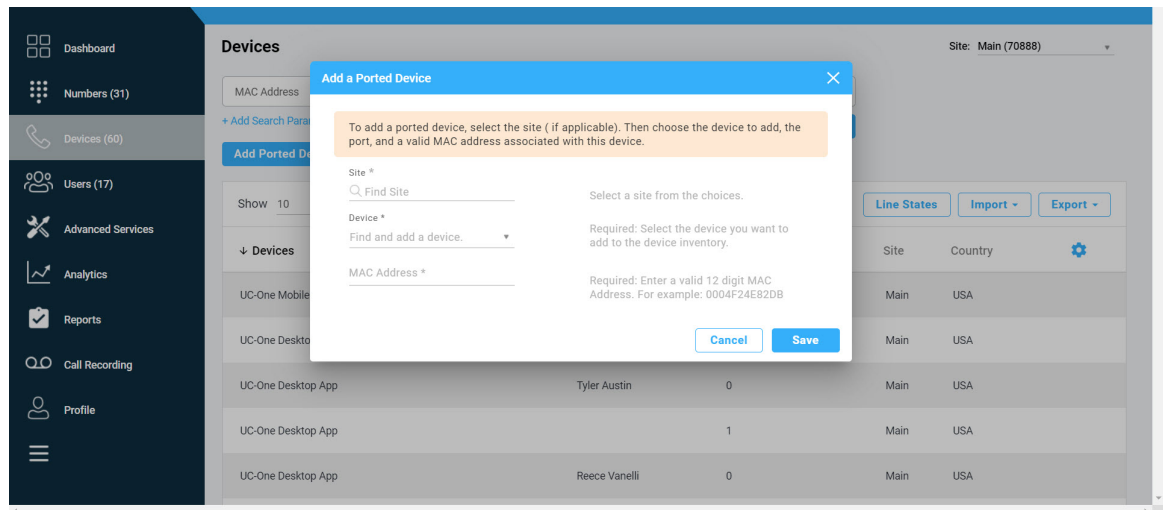 Dashboard
Numbers (31)
Devices (60)
Users (17)
Advanced Services
Analytics
Reports
Call Recording
Profile
Devices
Site: Main (70888)
MAC Address
+ Add Search Para
Add Ported De
Add a Ported Device
To add a ported device, select the site ( if applicable). Then choose the device to add, the
port, and a valid MAC address associated with this device.
Site *
Find Site
Select a site from the choices.
Device *
Find and add a device.
Required: Select the device you want to
add to the device inventory.
MAC Address *
Required: Enter a valid 12 digit MAC
Address. For example: 0004F24E82DB
Cancel
Save
Show 10
Line States
Import
Export
Devices
Site
Country
UC-One Mobile
Main
USA
UC-One Deskto
Main
USA
UC-One Desktop App
Tyler Austin
0
Main
USA
UC-One Desktop App
1
Main
USA
UC-One Desktop App
Reece Vanelli
0
Main
USA